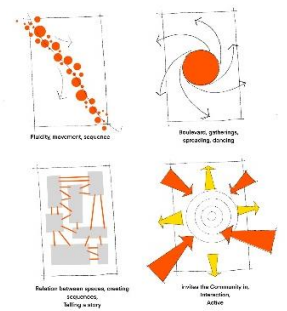 Fluidity, movement, sequence
Boulevard, gatherings,
spreading, dancing
Relation between spaces, creating
sequences,
Telling a story
invites the Community in,
Interaction,
Active